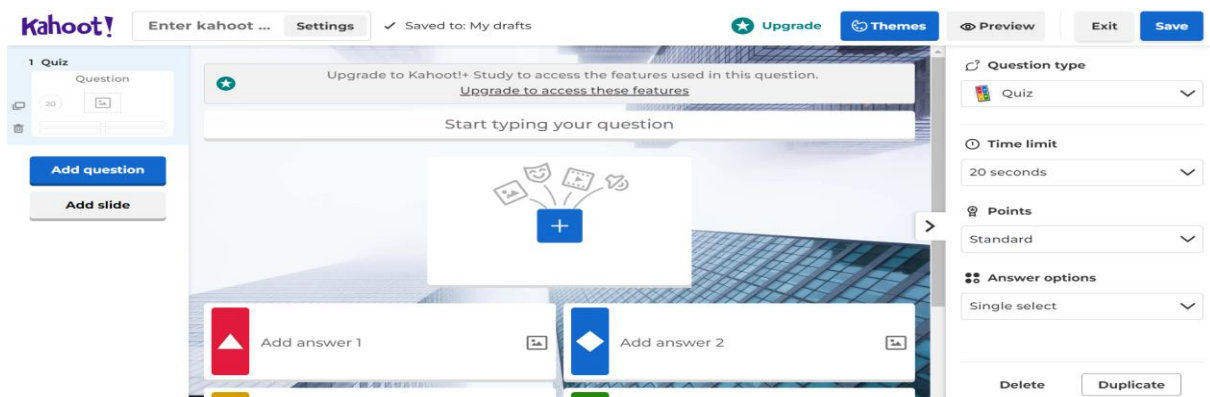 Kahoot!
Enter kahoot ...
Settings
Saved to: My drafts
Upgrade
Themes
Preview
Exit
Save
1 Quiz
Question
20
Add question
Add slide
Upgrade to Kahoot!+ Study to access the features used in this question.
Upgrade to access these features
Start typing your question
Add answer 1
Add answer 2
Question type
Quiz
Time limit
20 seconds
Points
Standard
Answer options
Single select
Delete
Duplicate